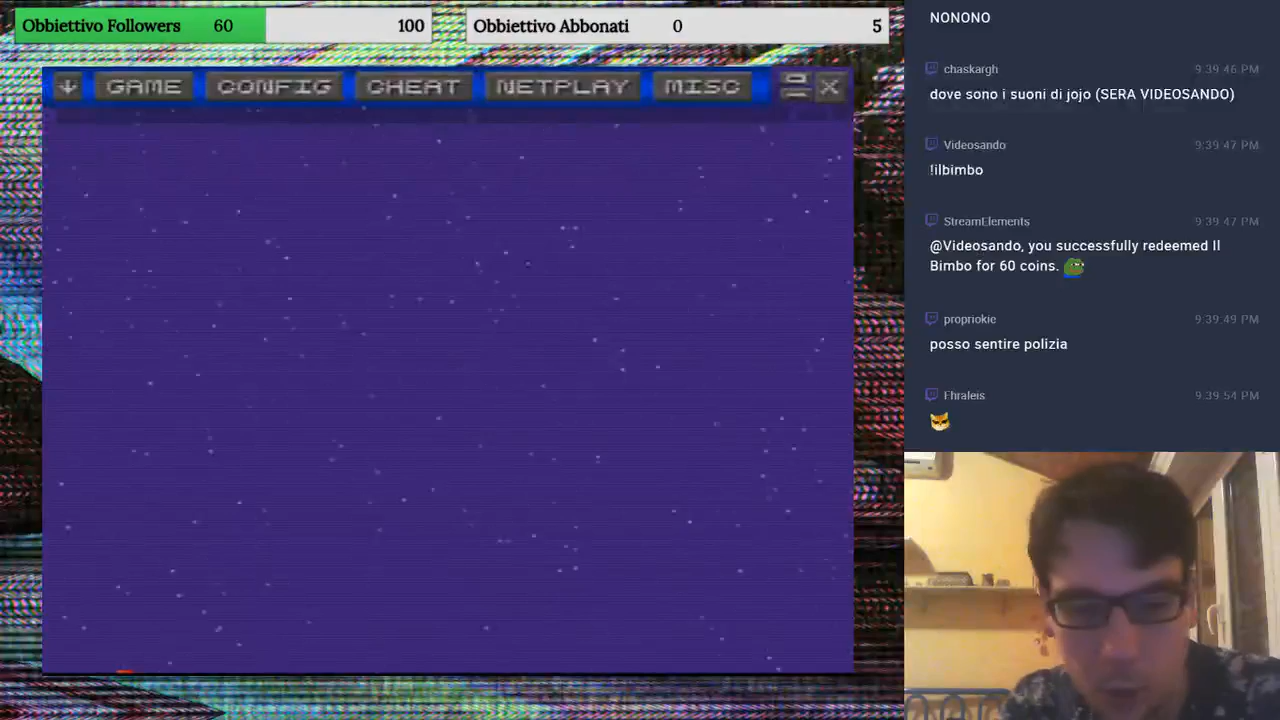 Obbiettivo Followers 60 100
Obbiettivo Abbonati 0 5
GAME CONFIG CHEAT NETPLAY MISC X
NONONO
chaskargh 9:39:46 PM
dove sono i suoni di jojo (SERA VIDEOSANDO)
Videosando 9:39:47 PM
!ilbimbo
StreamElements 9:39:47 PM
@Videosando, you successfully redeemed Il
Bimbo for 60 coins.
propriokie 9:39:49 PM
posso sentire polizia
Fhraleis 9:39:54 PM